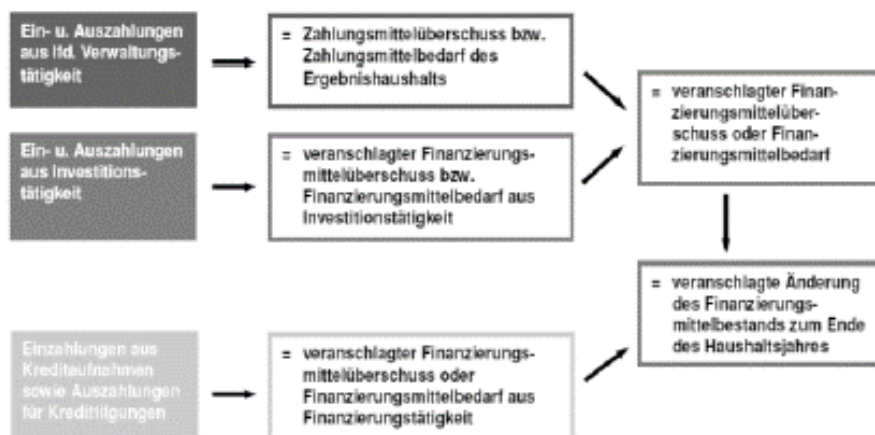 Ein- u. Auszahlungen
aus lfd. Verwaltungs-
tätigkeit
= Zahlungsmittelüberschuss bzw.
Zahlungsmittelbedarf des
Ergebnishaushalts
Ein- u. Auszahlungen
aus Investitions-
tätigkeit
= veranschlagter Finanzierungs-
mittelüberschuss bzw.
Finanzierungsmittelbedarf aus
Investitionstätigkeit
= veranschlagter Finan-
zierungsmittelüber-
schuss oder Finan-
zierungsmittelbedarf
Einzahlungen aus
Kreditaufnahmen
sowie Auszahlungen
für Kredittilgungen
= veranschlagter Finanzierungs-
mittelüberschuss oder
Finanzierungsmittelbedarf aus
Finanzierungstätigkeit
= veranschlagte Änderung
des Finanzierungs-
mittelbestands zum Ende
des Haushaltsjahres